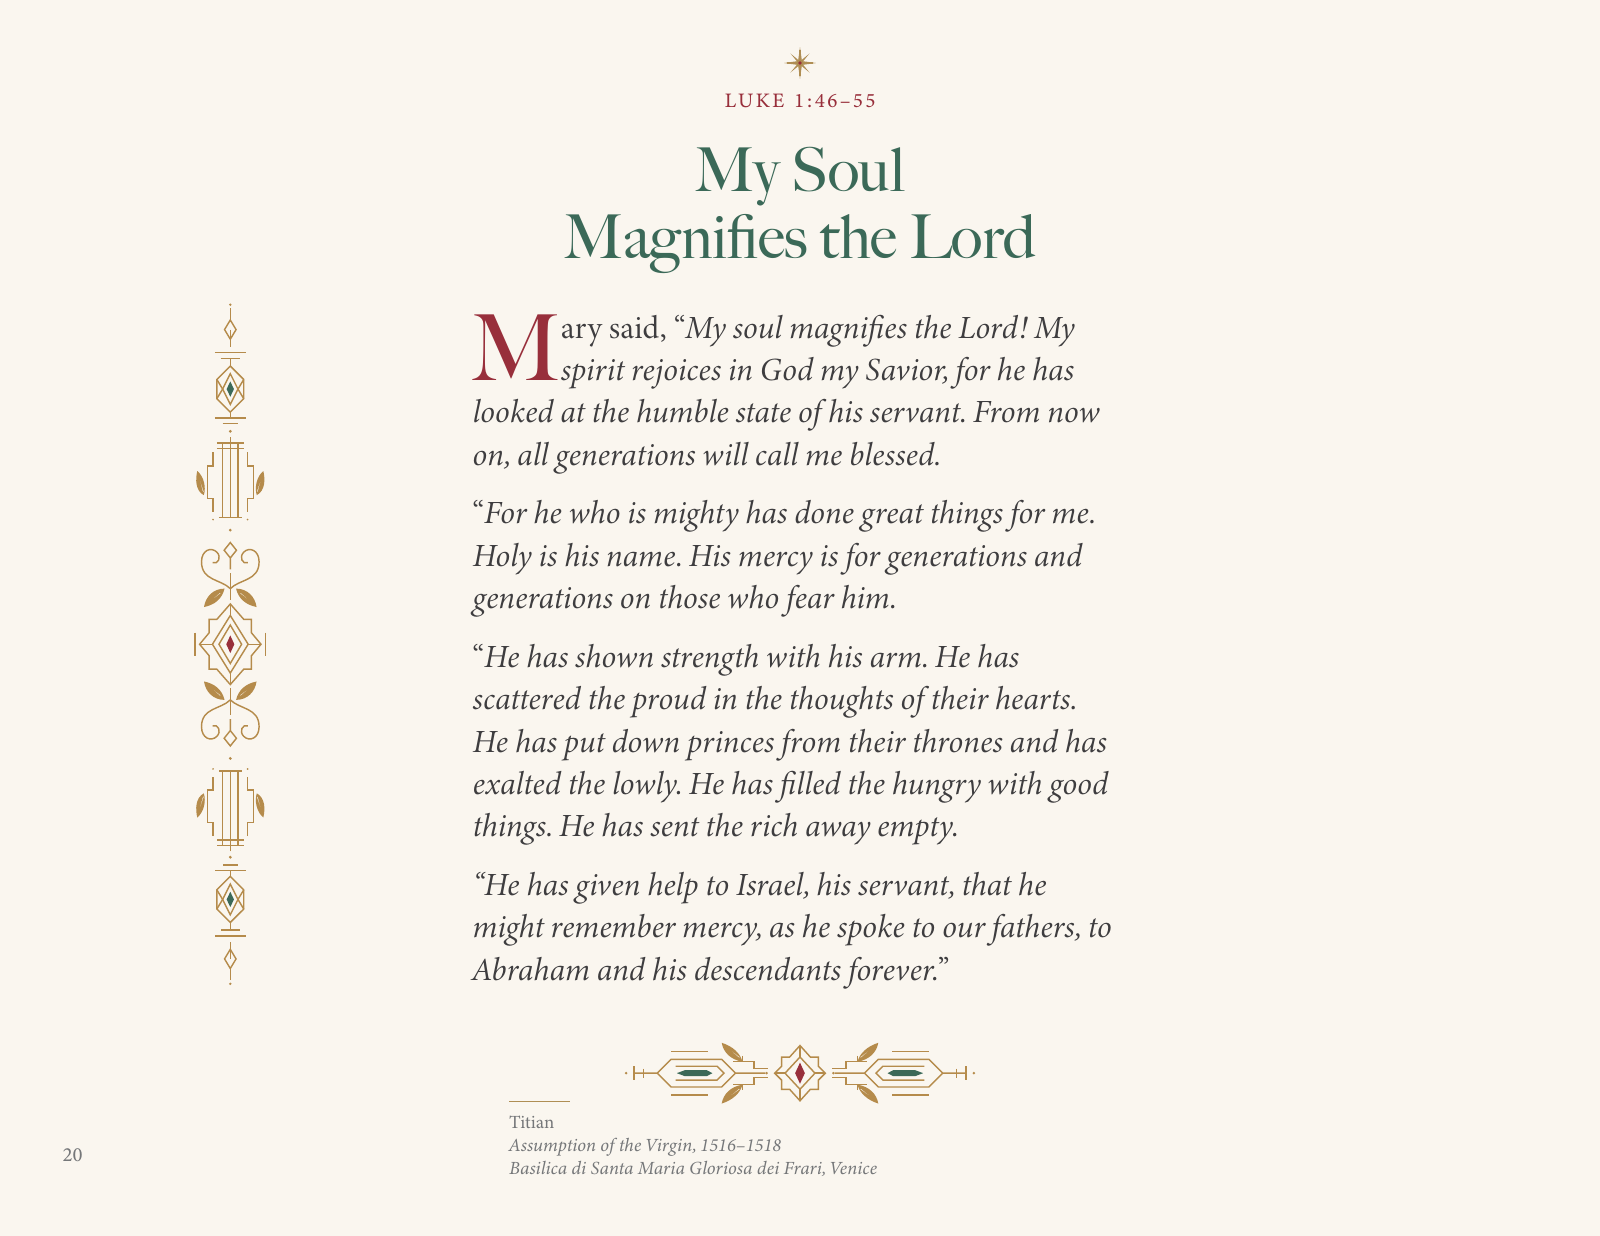 LUKE 1:46–55
My Soul
Magnifies the Lord
Mary said, “My soul magnifies the Lord! My
spirit rejoices in God my Savior, for he has
looked at the humble state of his servant. From now
on, all generations will call me blessed.
“For he who is mighty has done great things for me.
Holy is his name. His mercy is for generations and
generations on those who fear him.
“He has shown strength with his arm. He has
scattered the proud in the thoughts of their hearts.
He has put down princes from their thrones and has
exalted the lowly. He has filled the hungry with good
things. He has sent the rich away empty.
“He has given help to Israel, his servant, that he
might remember mercy, as he spoke to our fathers, to
Abraham and his descendants forever.”
Titian
Assumption of the Virgin, 1516–1518
Basilica di Santa Maria Gloriosa dei Frari, Venice
20